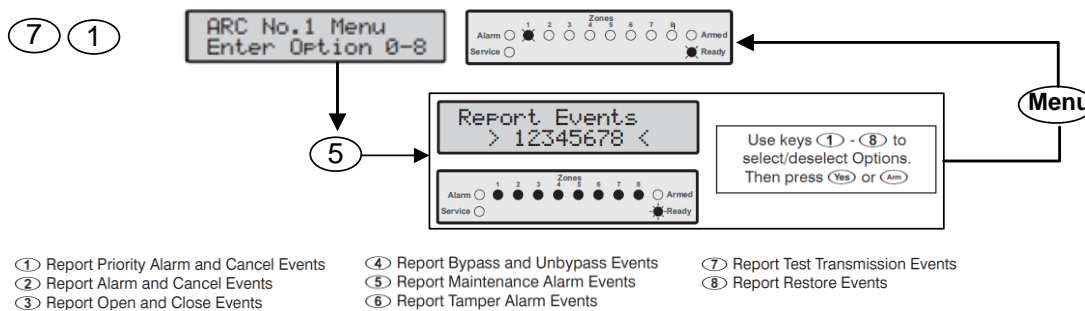 7 1
ARC No.1 Menu
Enter Option 0-8
Zones
1 2 3 4 5 6 7 8
Alarm Armed
Service Ready
Menu
5
Report Events
> 12345678 <
Zones
1 2 3 4 5 6 7 8
Alarm Armed
Service Ready
Use keys 1 - 8 to
select/deselect Options.
Then press Yes or Arm
1 Report Priority Alarm and Cancel Events
2 Report Alarm and Cancel Events
3 Report Open and Close Events
4 Report Bypass and Unbypass Events
5 Report Maintenance Alarm Events
6 Report Tamper Alarm Events
7 Report Test Transmission Events
8 Report Restore Events